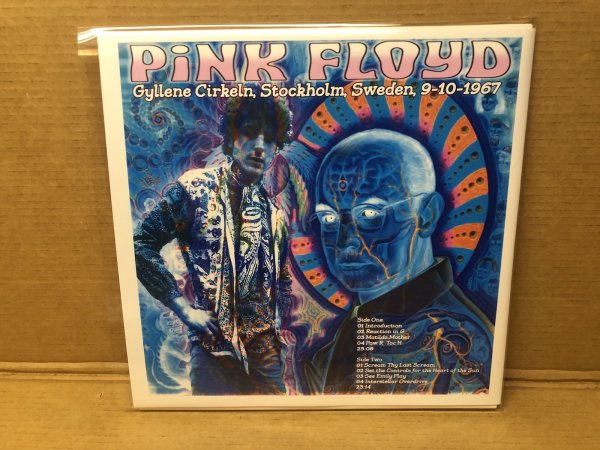 PiNK FLOYD
Gyllene Cirkeln, Stockholm, Sweden, 9-10-1967
Side One
01 Introduction
02 Reaction in G
03 Matilda Mother
04 Pow R. Toc H.
25:06
Side Two
01 Scream Thy Last Scream
02 See the Controls for the Heart of the Sun
03 See Emily Play
04 Interstellar Overdrive
23:14